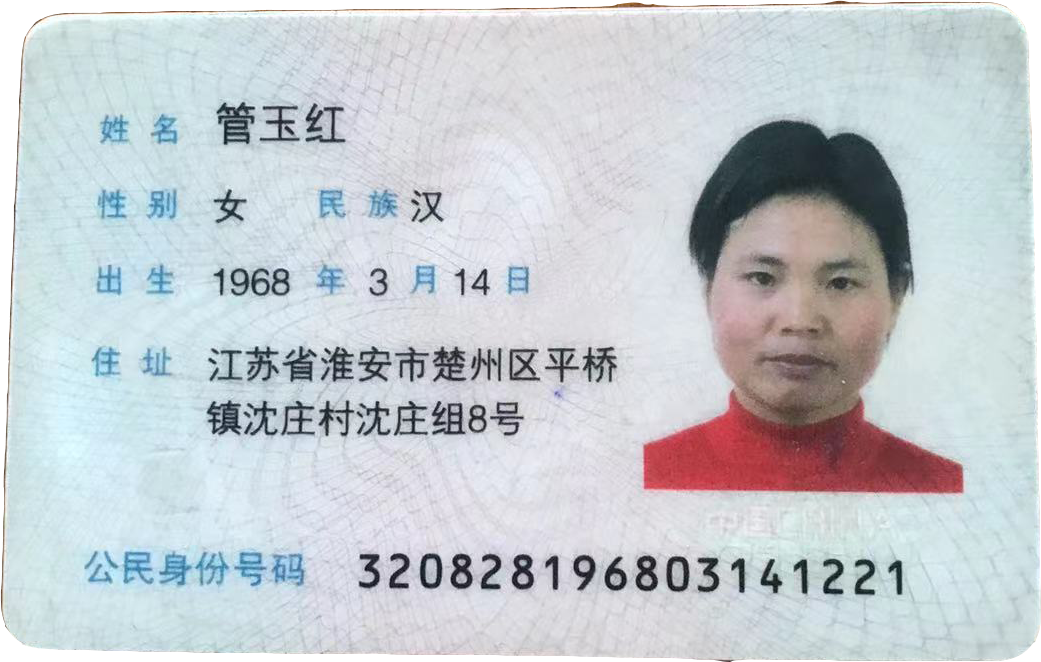 姓名 管玉红
性别 女 民族 汉
出生 1968 年 3 月 14 日
住址 江苏省淮安市楚州区平桥
镇沈庄村沈庄组8号
公民身份号码 320828196803141221